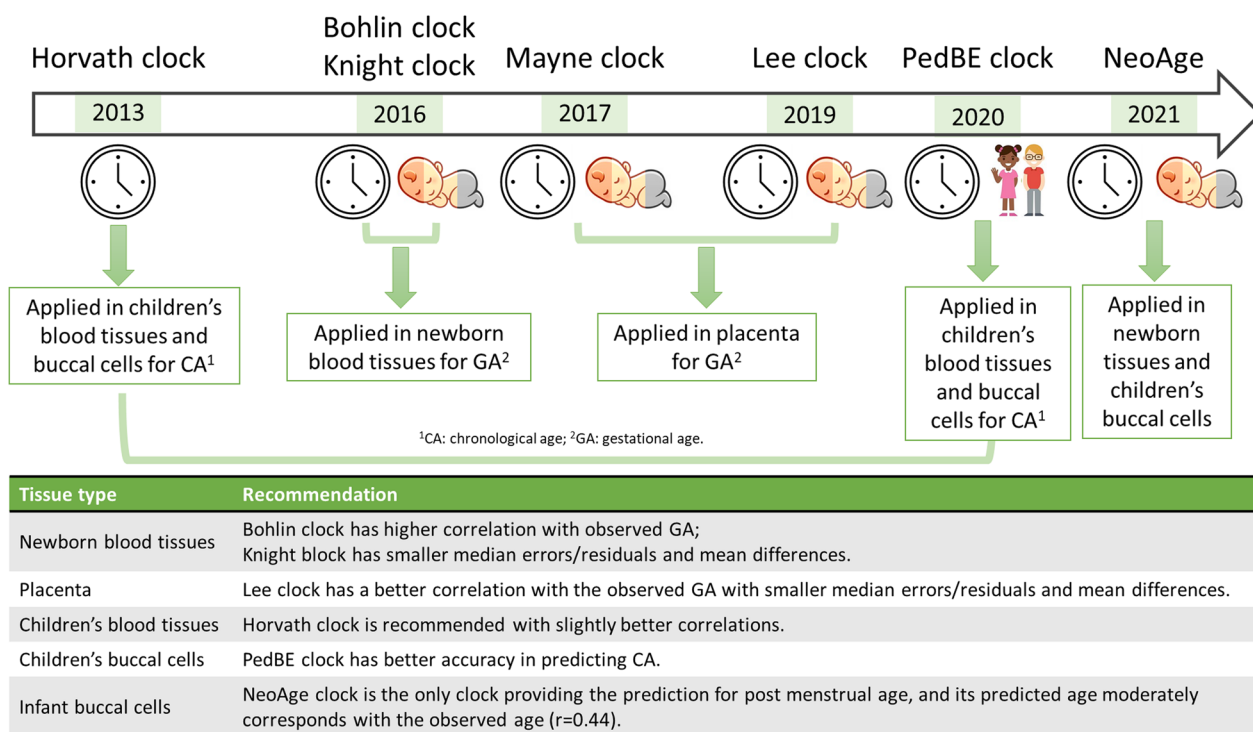 Horvath clock
Bohlin clock
Knight clock
Mayne clock
Lee clock
PedBE clock
NeoAge
2013
2016
2017
2019
2020
2021
Applied in children's
blood tissues and
buccal cells for CA¹
Applied in newborn
blood tissues for GA²
Applied in placenta
for GA²
Applied in
children's
blood tissues
and buccal
cells for CA¹
Applied in
newborn
tissues and
children's
buccal cells
¹CA: chronological age; ²GA: gestational age.
Tissue type Recommendation
Newborn blood tissues
Bohlin clock has higher correlation with observed GA;
Knight block has smaller median errors/residuals and mean differences.
Placenta Lee clock has a better correlation with the observed GA with smaller median errors/residuals and mean differences.
Children's blood tissues Horvath clock is recommended with slightly better correlations.
Children's buccal cells PedBE clock has better accuracy in predicting CA.
Infant buccal cells
NeoAge clock is the only clock providing the prediction for post menstrual age, and its predicted age moderately
corresponds with the observed age (r=0.44).